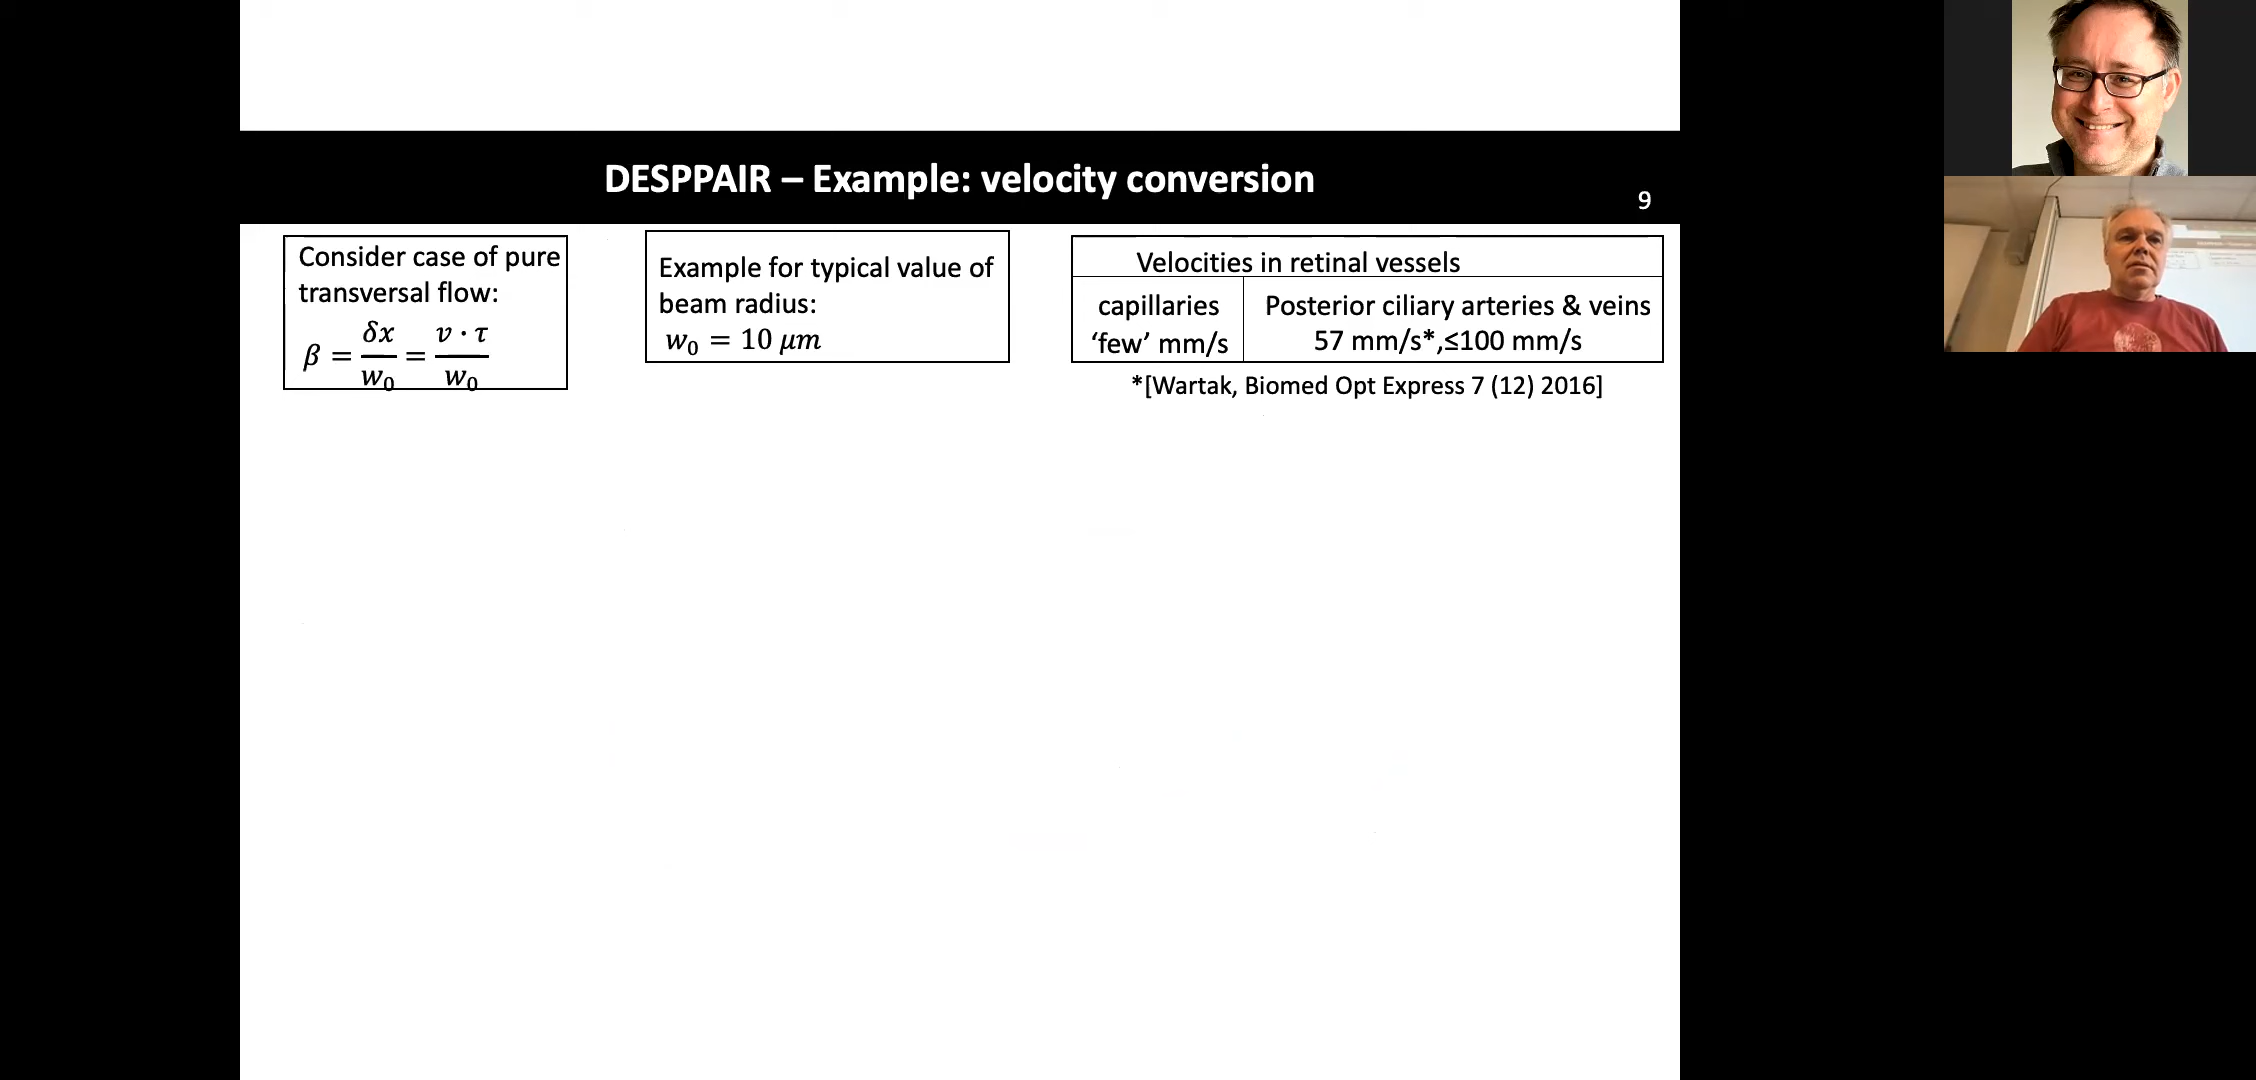 DESPPAIR – Example: velocity conversion
9
Consider case of pure
transversal flow:
β = δx/w₀ = v · τ/w₀
Example for typical value of
beam radius:
w₀ = 10 μm
Velocities in retinal vessels
capillaries
‘few’ mm/s
Posterior ciliary arteries & veins
57 mm/s*,≤100 mm/s
*[Wartak, Biomed Opt Express 7 (12) 2016]